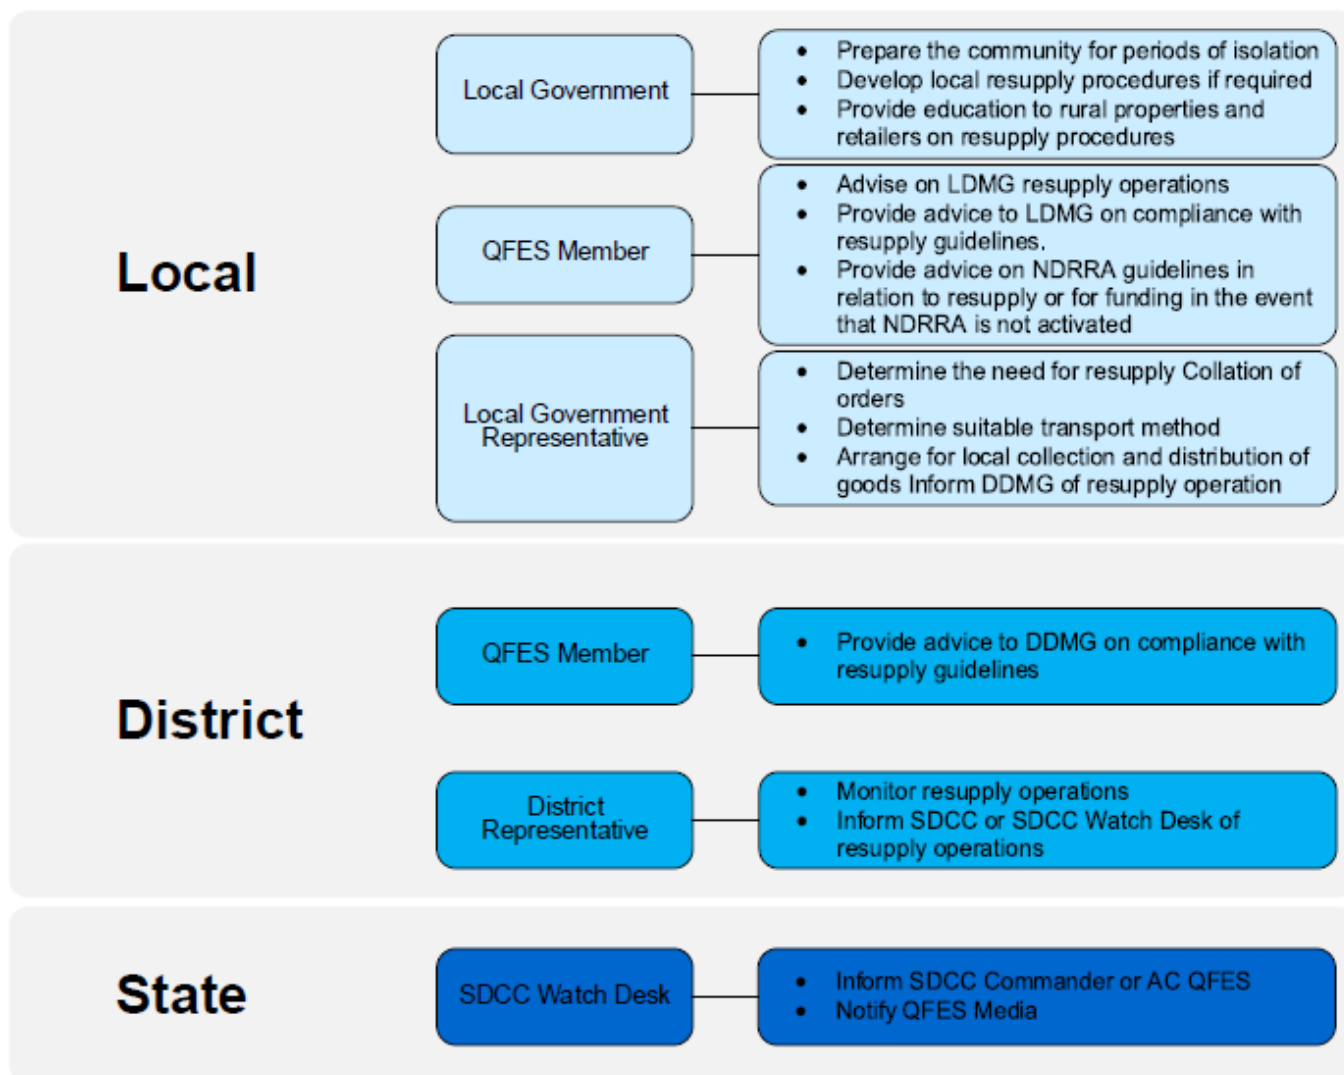 Local
Local Government
• Prepare the community for periods of isolation
• Develop local resupply procedures if required
• Provide education to rural properties and
retailers on resupply procedures
QFES Member
• Advise on LDMG resupply operations
• Provide advice to LDMG on compliance with
resupply guidelines.
• Provide advice on NDRRA guidelines in
relation to resupply or for funding in the event
that NDRRA is not activated
Local Government
Representative
• Determine the need for resupply Collation of
orders
• Determine suitable transport method
• Arrange for local collection and distribution of
goods Inform DDMG of resupply operation
District
QFES Member
• Provide advice to DDMG on compliance with
resupply guidelines
District
Representative
• Monitor resupply operations
• Inform SDCC or SDCC Watch Desk of
resupply operations
State
SDCC Watch Desk
• Inform SDCC Commander or AC QFES
• Notify QFES Media